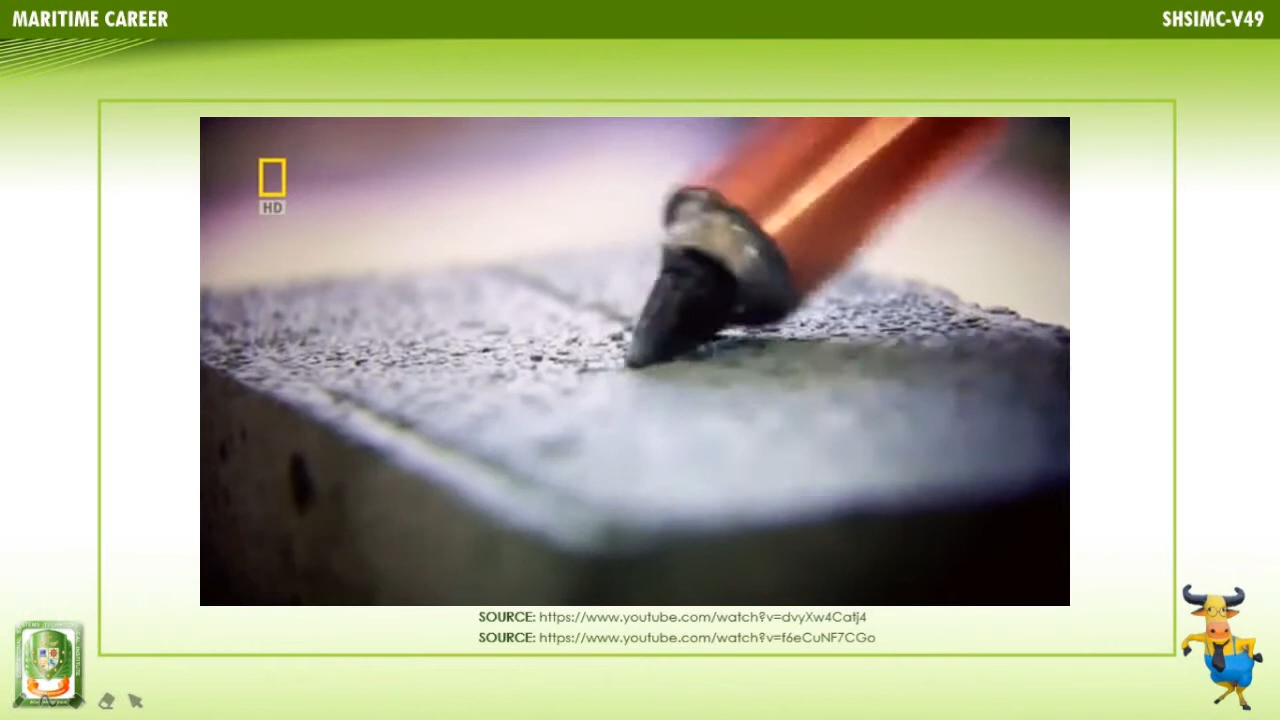 MARITIME CAREER
SHSIMC-V49
HD
SOURCE: https://www.youtube.com/watch?v=dvyXw4Catj4
SOURCE: https://www.youtube.com/watch?v=f6eCuNF7CGo